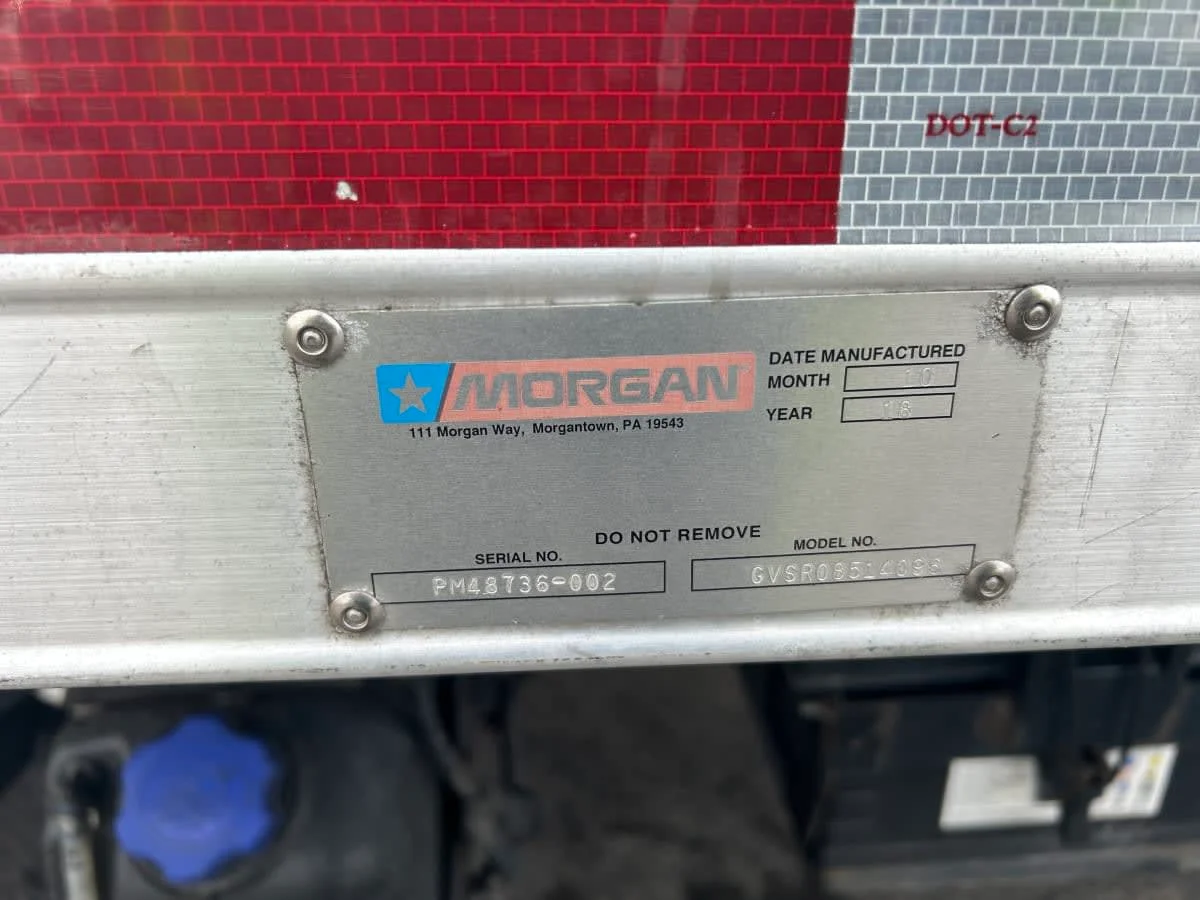 DOT-C2
MORGAN
111 Morgan Way, Morgantown, PA 19543
DATE MANUFACTURED
MONTH 10
YEAR 18
DO NOT REMOVE
SERIAL NO. MODEL NO.
PM48736-002 GVSR08514096